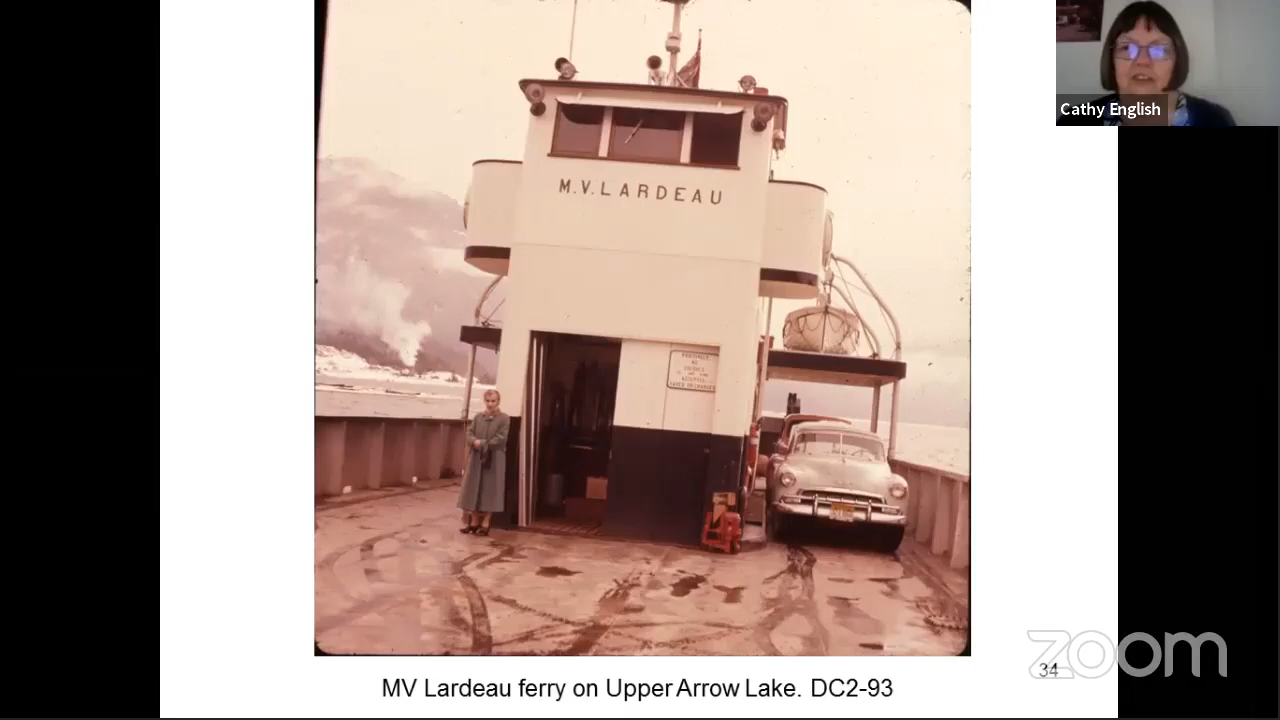 Cathy English
M.V.LARDEAU
MV Lardeau ferry on Upper Arrow Lake. DC2-93
34
zoom